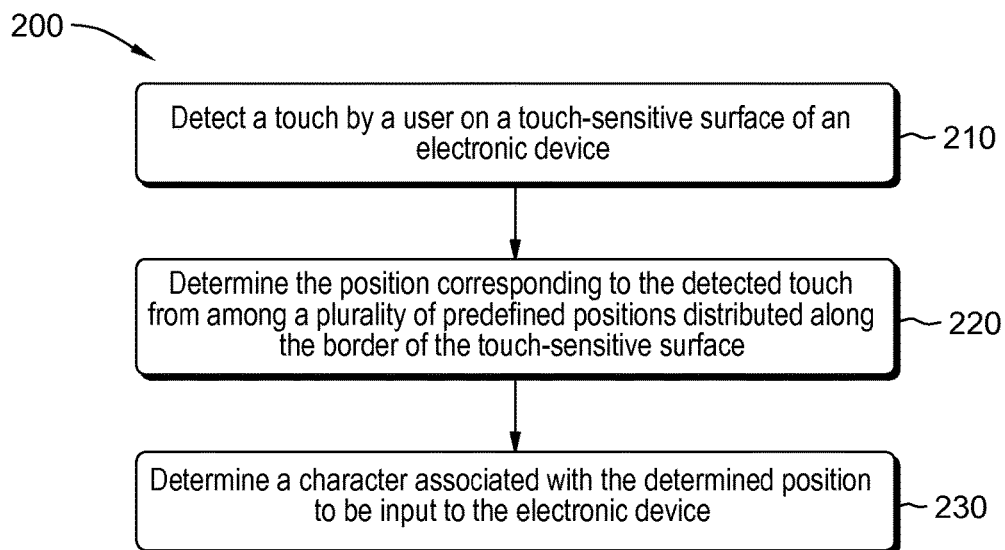 200
Detect a touch by a user on a touch-sensitive surface of an
electronic device
210
Determine the position corresponding to the detected touch
from among a plurality of predefined positions distributed along
the border of the touch-sensitive surface
220
Determine a character associated with the determined position
to be input to the electronic device
230